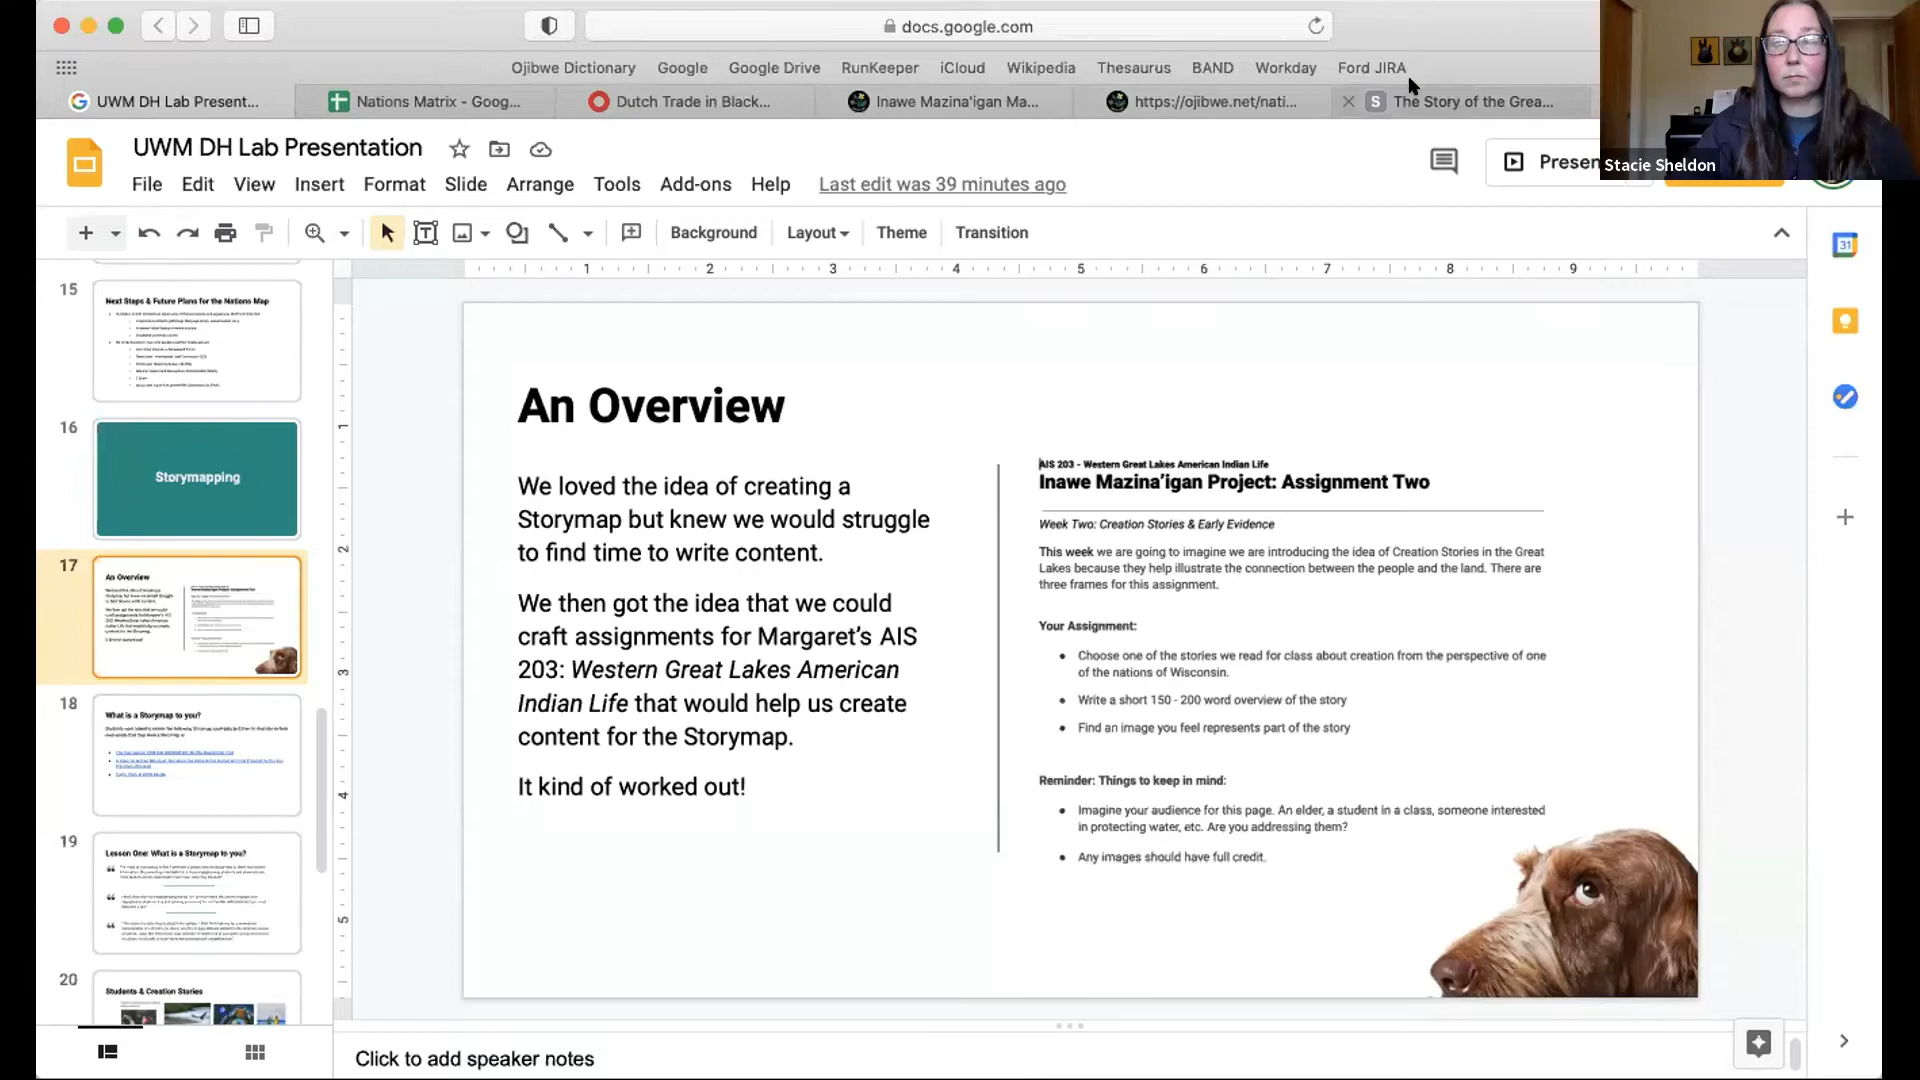 docs.google.com
Ojibwe Dictionary Google Google Drive RunKeeper iCloud Wikipedia Thesaurus BAND Workday Ford JIRA
UWM DH Lab Present... Nations Matrix - Goog... Dutch Trade in Black... Inawe Mazina'igan Ma... https://ojibwe.net/nati... S The Story of the Grea...
UWM DH Lab Presentation
Presen
Stacie Sheldon
File Edit View Insert Format Slide Arrange Tools Add-ons Help Last edit was 39 minutes ago
Background Layout Theme Transition
31
1 2 3 4 5 6 7 8 9
1
2
3
4
5
15
Next Steps & Future Plans for the Nations Map
16
Storymapping
17
An Overview
18
What is a Storymap to you?
19
Lesson One: What is a Storymap to you?
20
Students & Creation Stories
An Overview
We loved the idea of creating a
Storymap but knew we would struggle
to find time to write content.
We then got the idea that we could
craft assignments for Margaret’s AIS
203: Western Great Lakes American
Indian Life that would help us create
content for the Storymap.
It kind of worked out!
AIS 203 - Western Great Lakes American Indian Life
Inawe Mazina’igan Project: Assignment Two
Week Two: Creation Stories & Early Evidence
This week we are going to imagine we are introducing the idea of Creation Stories in the Great
Lakes because they help illustrate the connection between the people and the land. There are
three frames for this assignment.
Your Assignment:
• Choose one of the stories we read for class about creation from the perspective of one
of the nations of Wisconsin.
• Write a short 150 - 200 word overview of the story
• Find an image you feel represents part of the story
Reminder: Things to keep in mind:
• Imagine your audience for this page. An elder, a student in a class, someone interested
in protecting water, etc. Are you addressing them?
• Any images should have full credit.
Click to add speaker notes